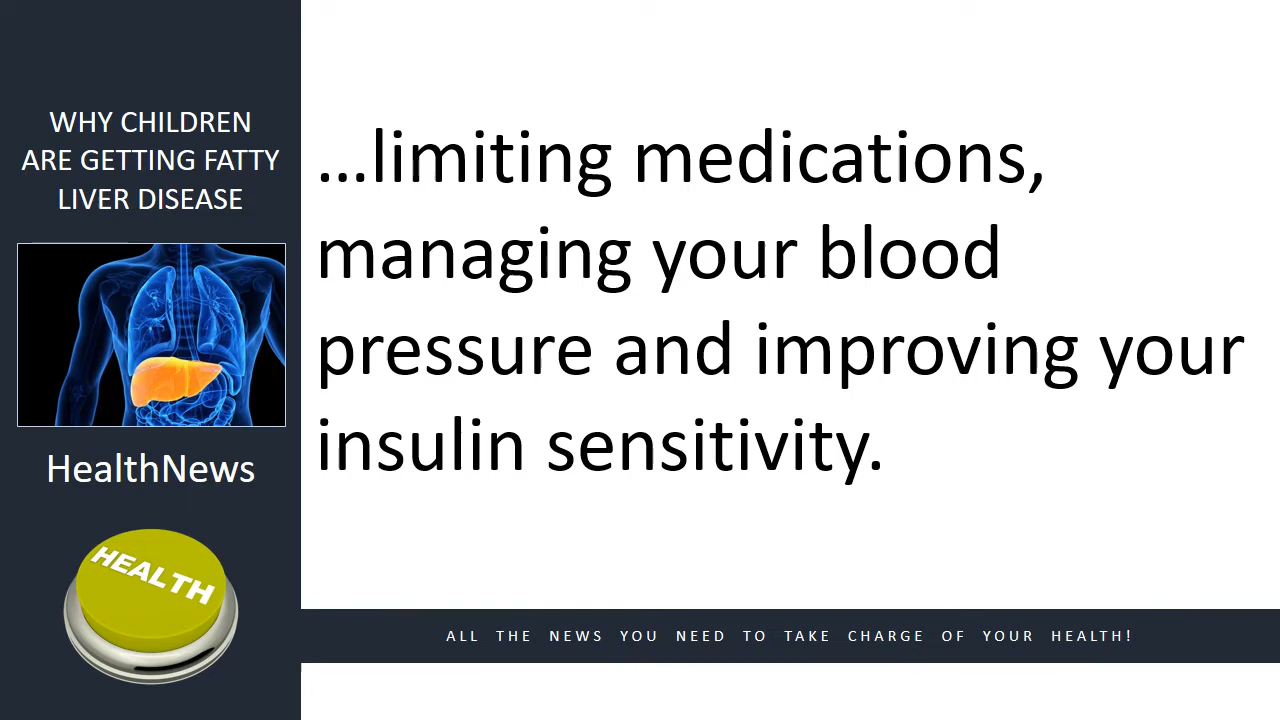 WHY CHILDREN
ARE GETTING FATTY
LIVER DISEASE
HealthNews
HEALTH
...limiting medications,
managing your blood
pressure and improving your
insulin sensitivity.
ALL THE NEWS YOU NEED TO TAKE CHARGE OF YOUR HEALTH!